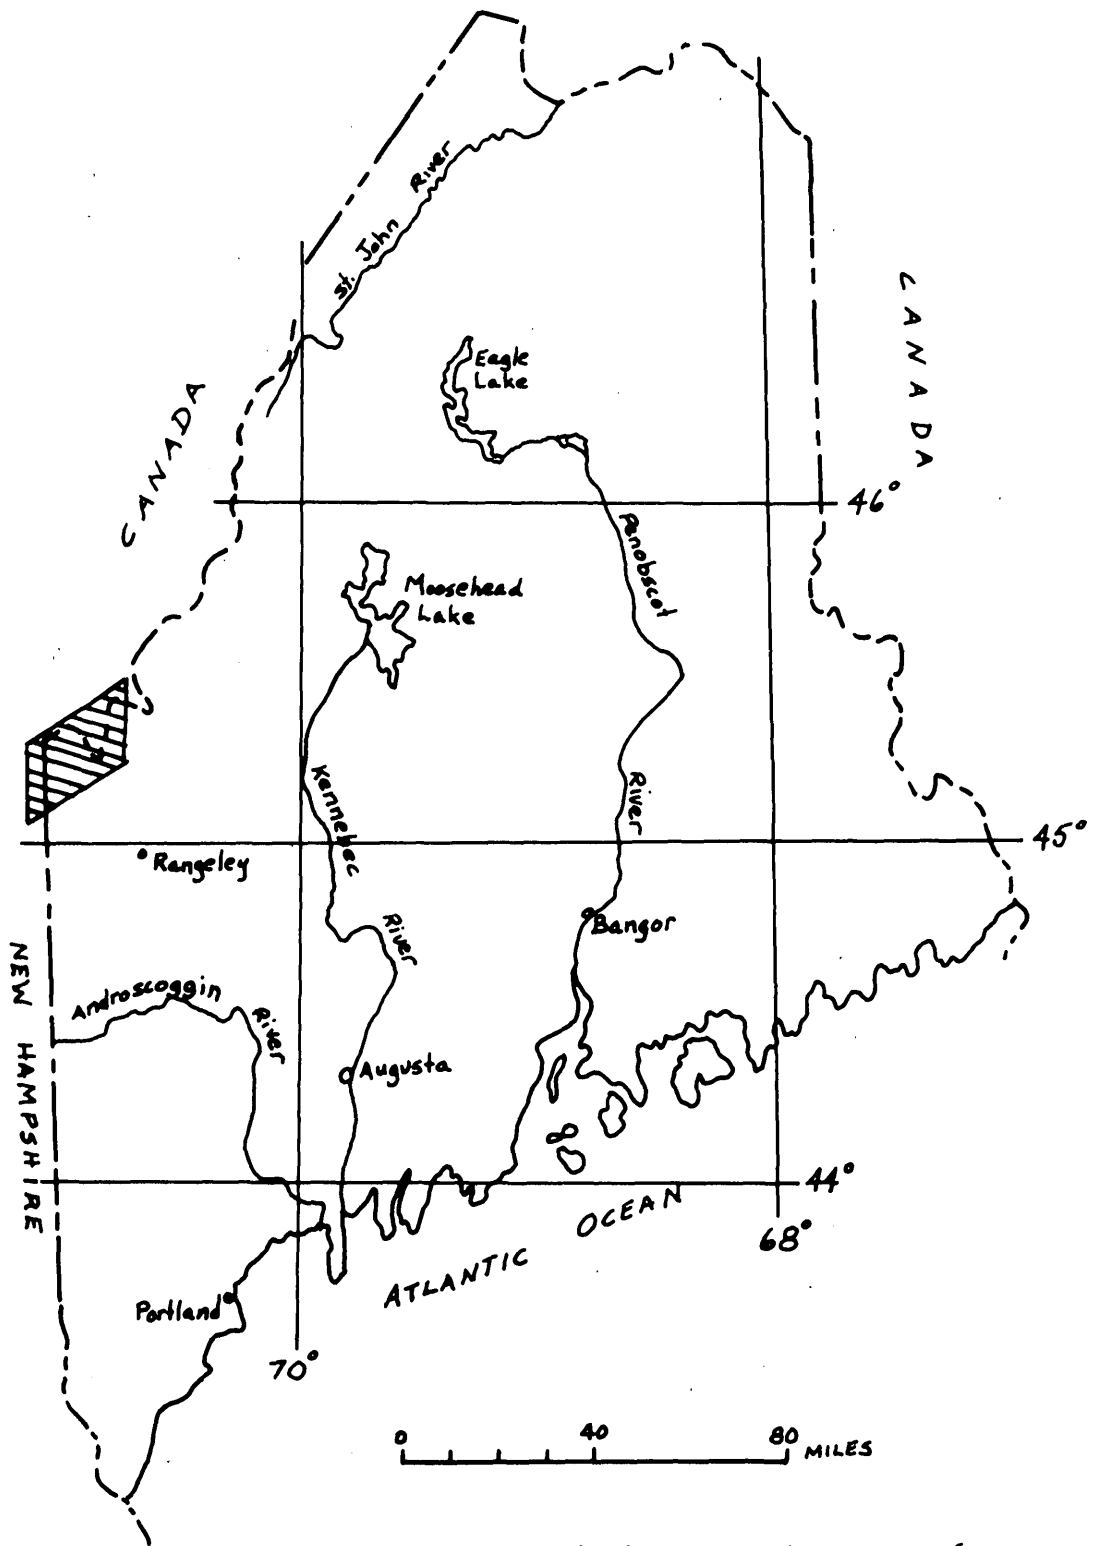 St. John River
Eagle
Lake
CANADA
CANADA
46°
Penobscot
River
Moosehead
Lake
Kennebec
River
45°
Rangeley
Bangor
NEW HAMPSHIRE
Androscoggin
River
Augusta
44°
ATLANTIC OCEAN
68°
Portland
70°
0 40 80 MILES